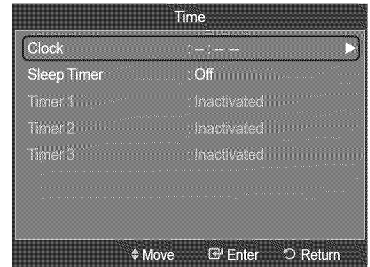 Time
Clock : -- : -- --
Sleep Timer : Off
Timer 1 : Inactivated
Timer 2 : Inactivated
Timer 3 : Inactivated
Move Enter Return